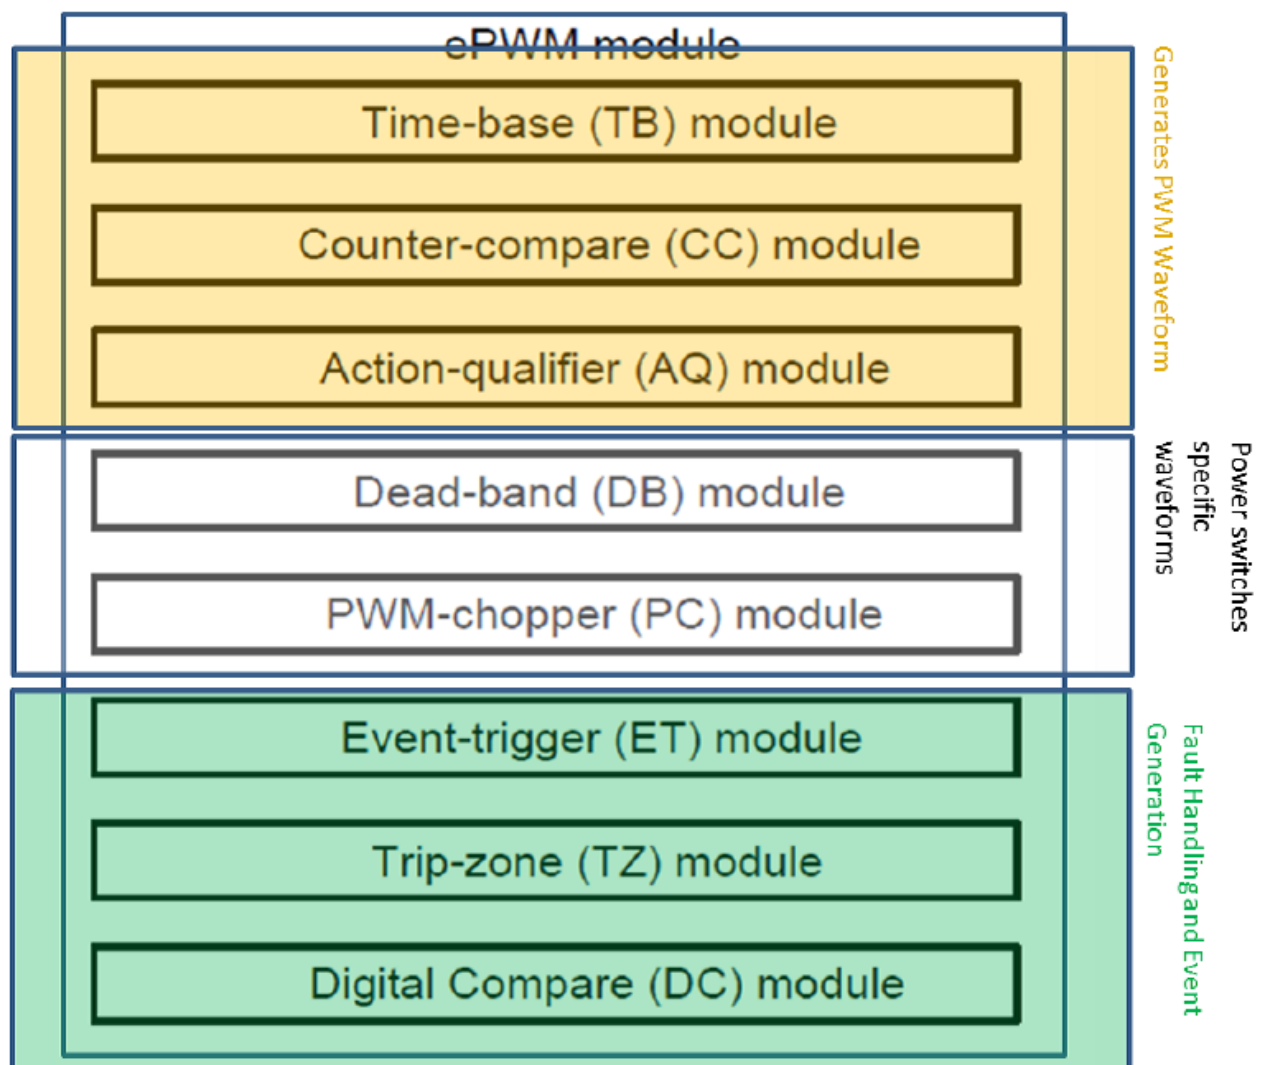 ePWM module
Time-base (TB) module
Counter-compare (CC) module
Action-qualifier (AQ) module
Generates PWM Waveform
Dead-band (DB) module
PWM-chopper (PC) module
Power switches
specific
waveforms
Event-trigger (ET) module
Trip-zone (TZ) module
Digital Compare (DC) module
Fault Handling and Event
Generation